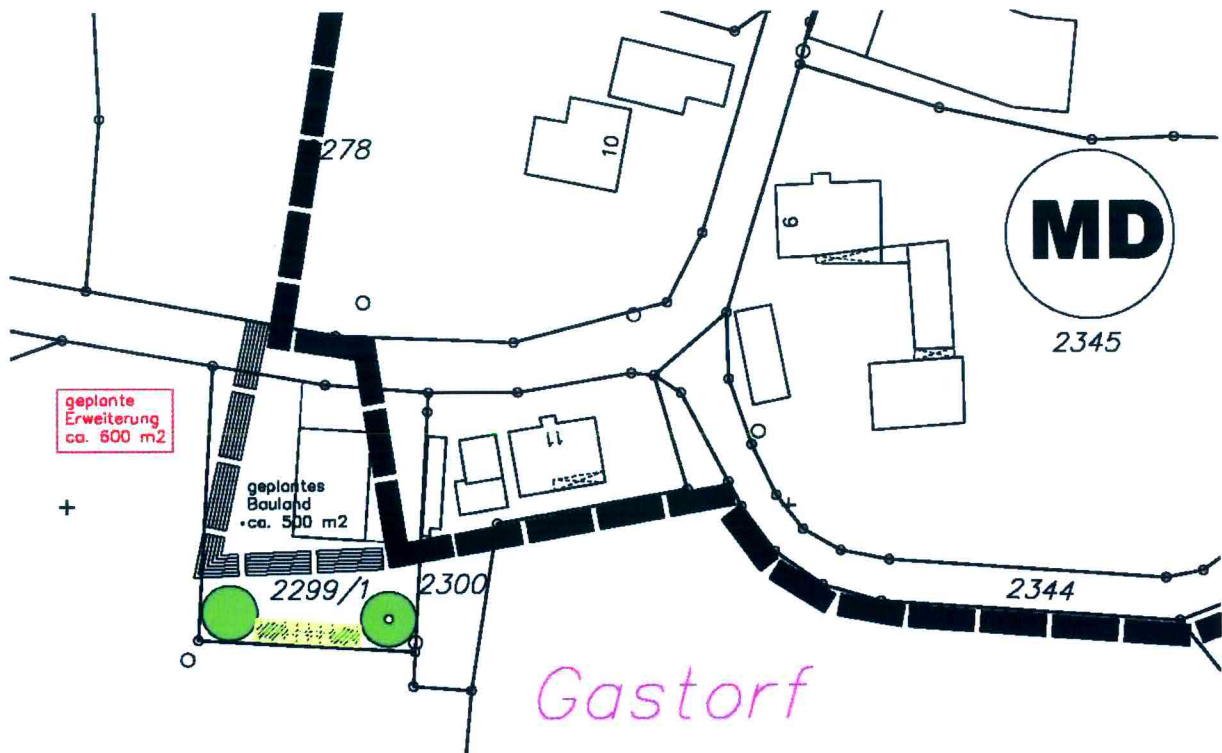 278
10
9
MD
2345
geplante
Erweiterung
ca. 600 m2
geplantes
Bauland
ca. 500 m2
11
2299/1
2300
2344
Gastorf